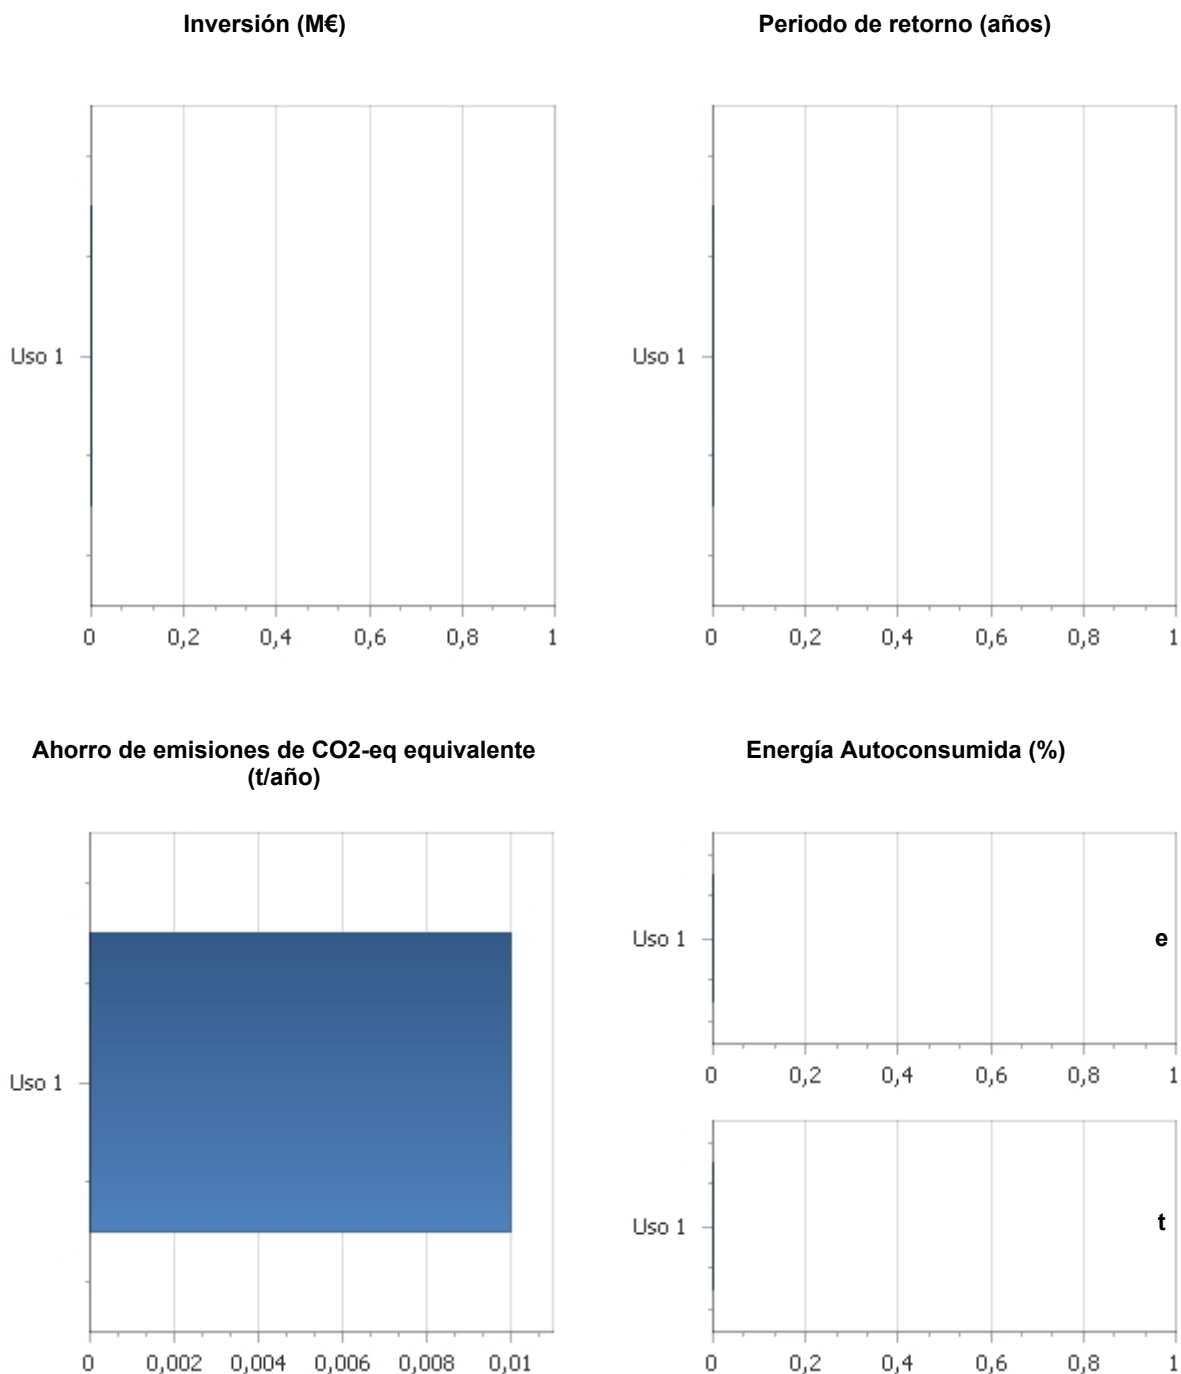 Inversión (M€)
Uso 1
0 0,2 0,4 0,6 0,8 1
Periodo de retorno (años)
Uso 1
0 0,2 0,4 0,6 0,8 1
Ahorro de emisiones de CO2-eq equivalente
(t/año)
Uso 1
0 0,002 0,004 0,006 0,008 0,01
Energía Autoconsumida (%)
Uso 1 e
0 0,2 0,4 0,6 0,8 1
Uso 1 t
0 0,2 0,4 0,6 0,8 1